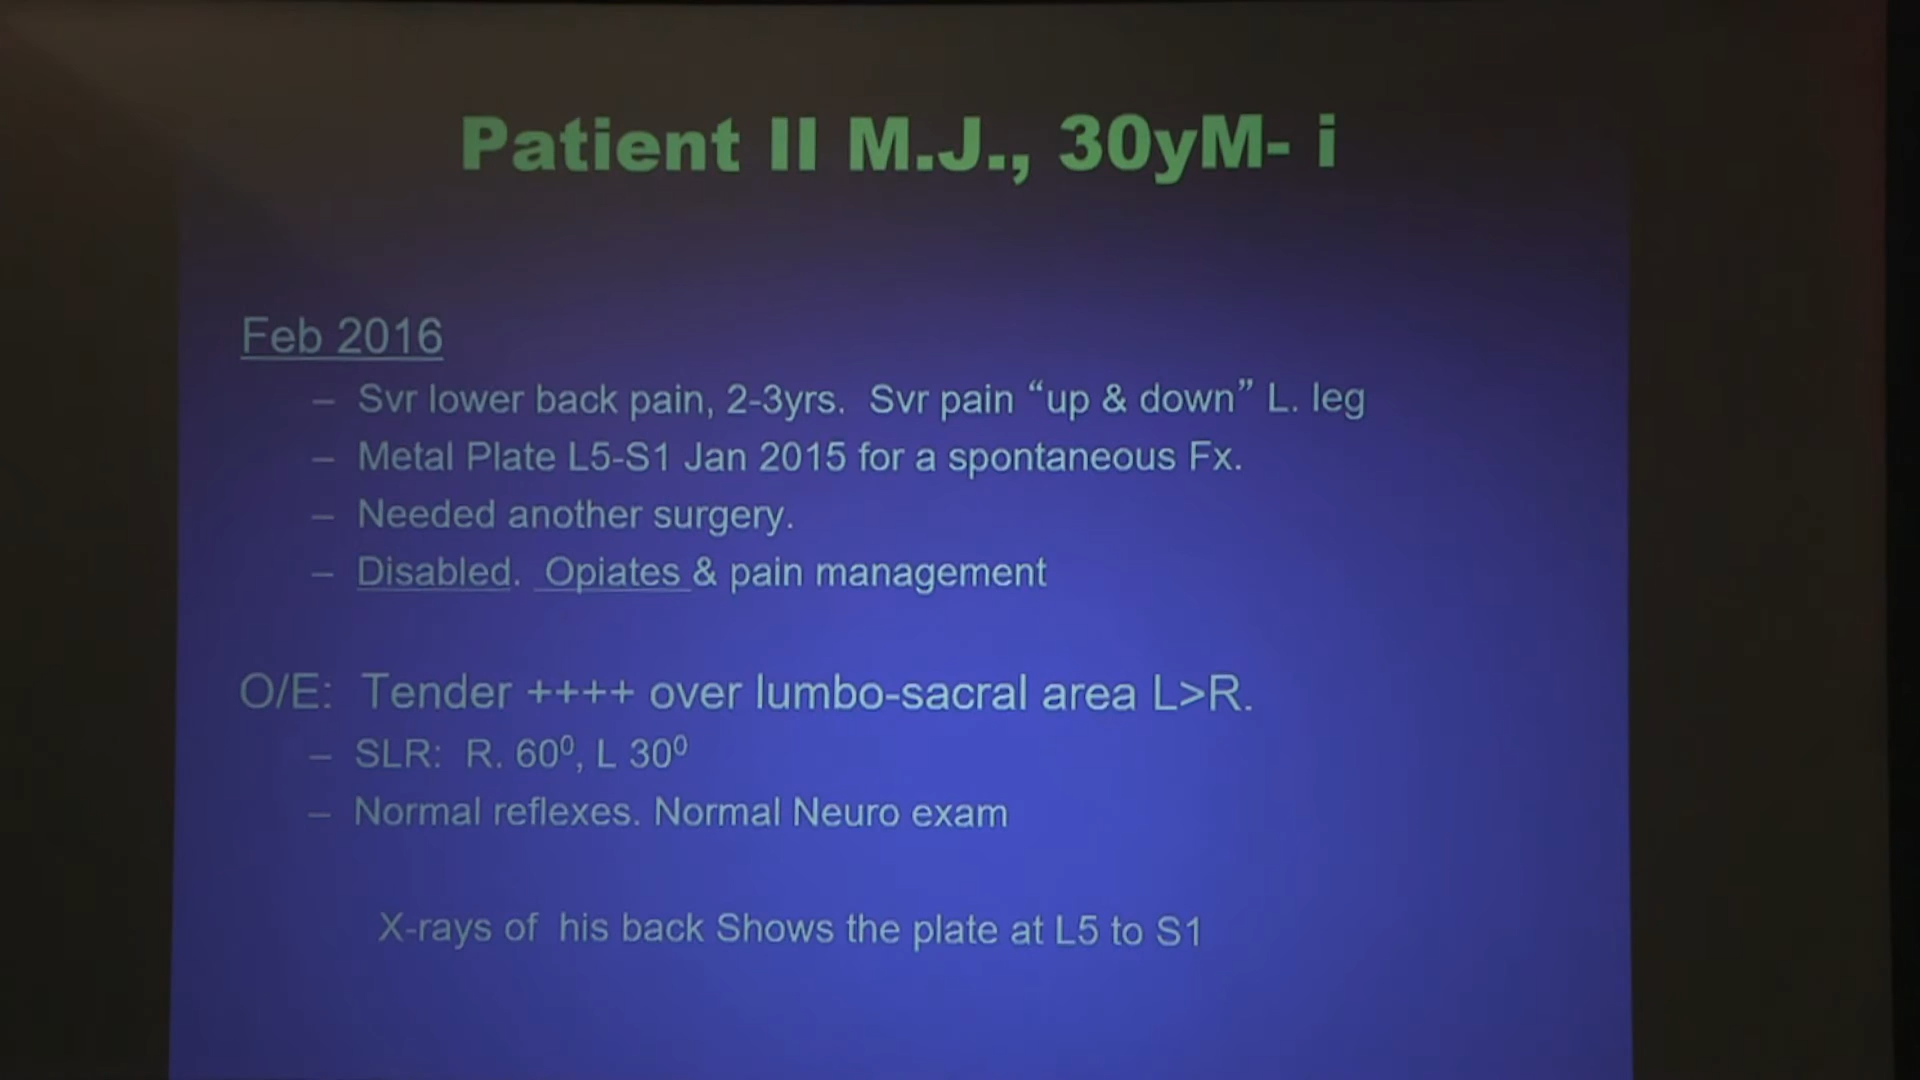 Patient II M.J., 30yM- i
Feb 2016
– Svr lower back pain, 2-3yrs.  Svr pain “up & down” L. leg
– Metal Plate L5-S1 Jan 2015 for a spontaneous Fx.
– Needed another surgery.
– Disabled.  Opiates & pain management
O/E:  Tender ++++ over lumbo-sacral area L>R.
– SLR:  R. 60⁰, L 30⁰
– Normal reflexes. Normal Neuro exam
X-rays of  his back Shows the plate at L5 to S1